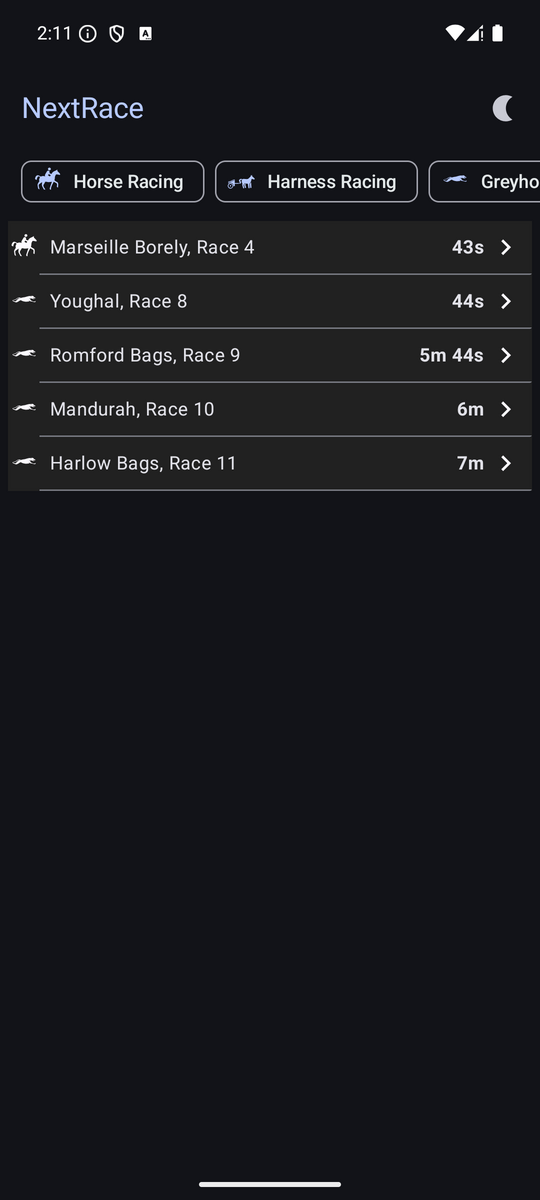 2:11
NextRace
Horse Racing
Harness Racing
Greyho
Marseille Borely, Race 4 43s
Youghal, Race 8 44s
Romford Bags, Race 9 5m 44s
Mandurah, Race 10 6m
Harlow Bags, Race 11 7m